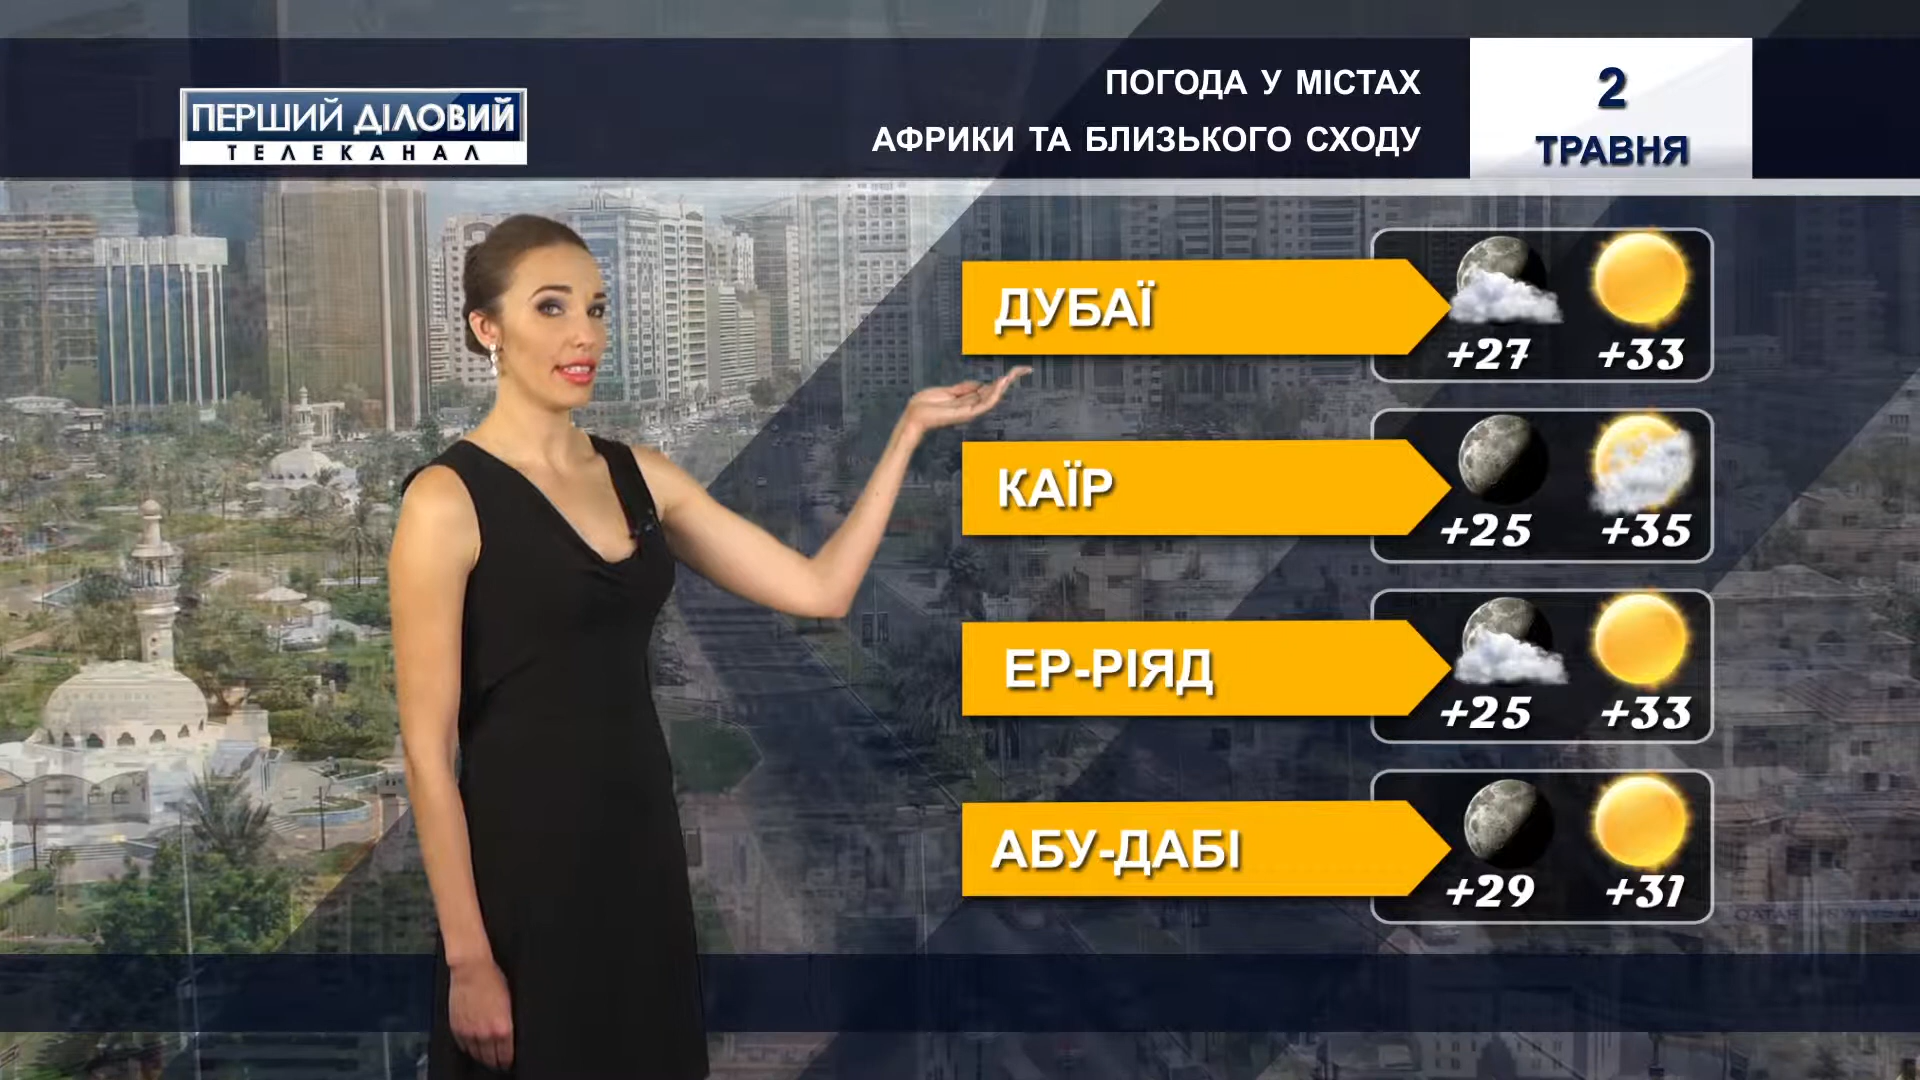 ПЕРШИЙ ДІЛОВИЙ
ТЕЛЕКАНАЛ
ПОГОДА У МІСТАХ
АФРИКИ ТА БЛИЗЬКОГО СХОДУ
2
ТРАВНЯ
ДУБАЇ
+27 +33
КАЇР
+25 +35
ЕР-РІЯД
+25 +33
АБУ-ДАБІ
+29 +31